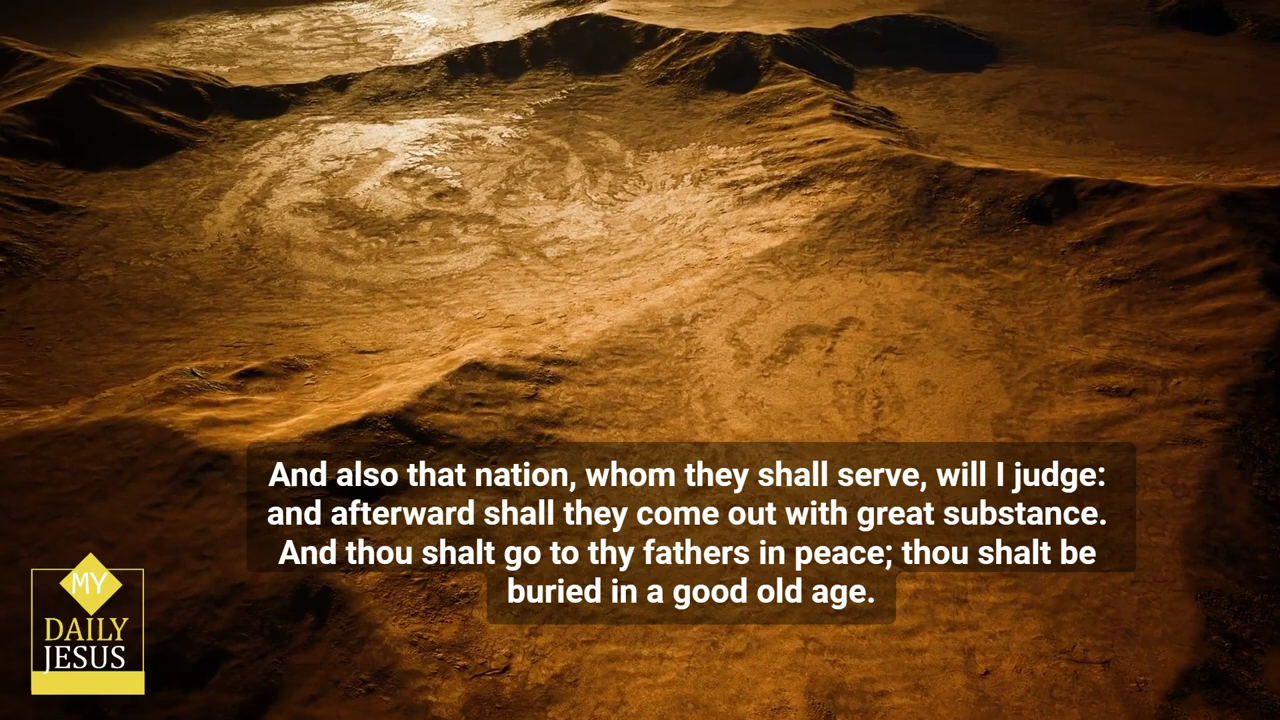 And also that nation, whom they shall serve, will I judge:
and afterward shall they come out with great substance.
And thou shalt go to thy fathers in peace; thou shalt be
buried in a good old age.
MY
DAILY
JESUS